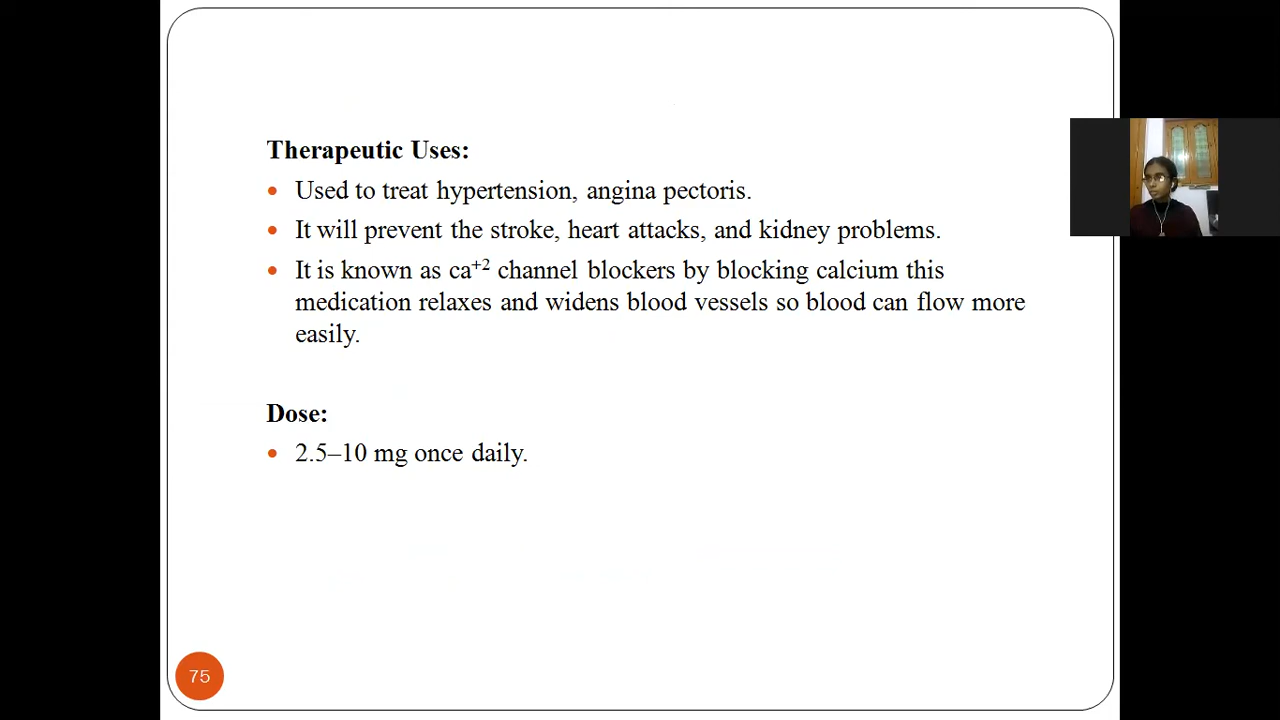 Therapeutic Uses:
• Used to treat hypertension, angina pectoris.
• It will prevent the stroke, heart attacks, and kidney problems.
• It is known as ca⁺² channel blockers by blocking calcium this
medication relaxes and widens blood vessels so blood can flow more
easily.
Dose:
• 2.5–10 mg once daily.
75